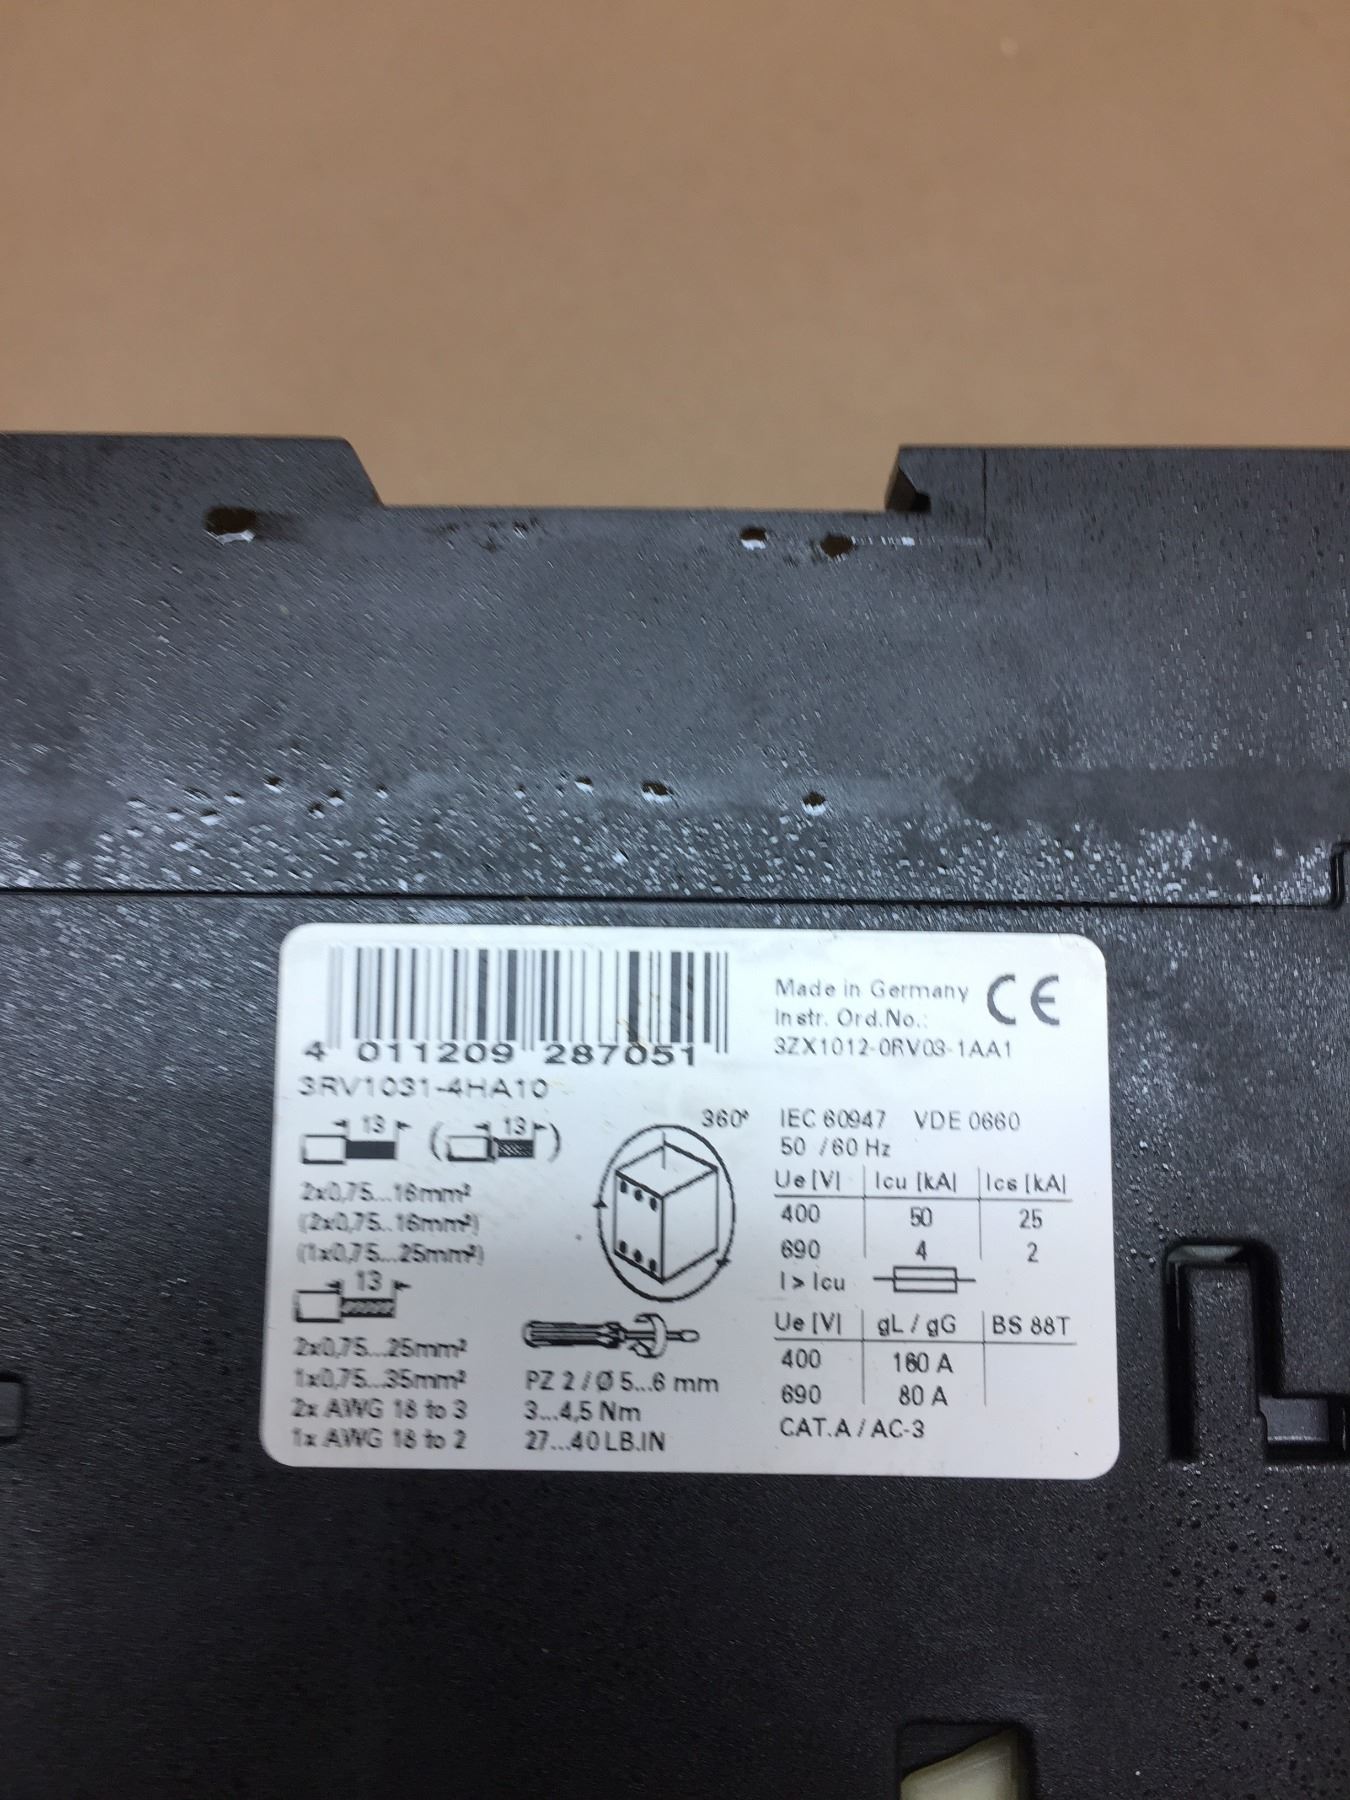 4 011209 287051
3RV1031-4HA10
Made in Germany
Instr. Ord.No.:
3ZX1012-0RV03-1AA1
CE
13 (13)
2x0,75...16mm²
(2x0,75..16mm²)
(1x0,75...25mm²)
13
2x0,75...25mm²
1x0,75...35mm²
2x AWG 18 to 3
1x AWG 18 to 2
360°
PZ 2 / Ø 5...6 mm
3...4,5 Nm
27...40 LB.IN
IEC 60947 VDE 0660
50 / 60 Hz
Ue [V] Icu [kA] Ics [kA]
400 50 25
690 4 2
I > Icu
Ue [V] gL / gG BS 88T
400 160 A
690 80 A
CAT.A / AC-3